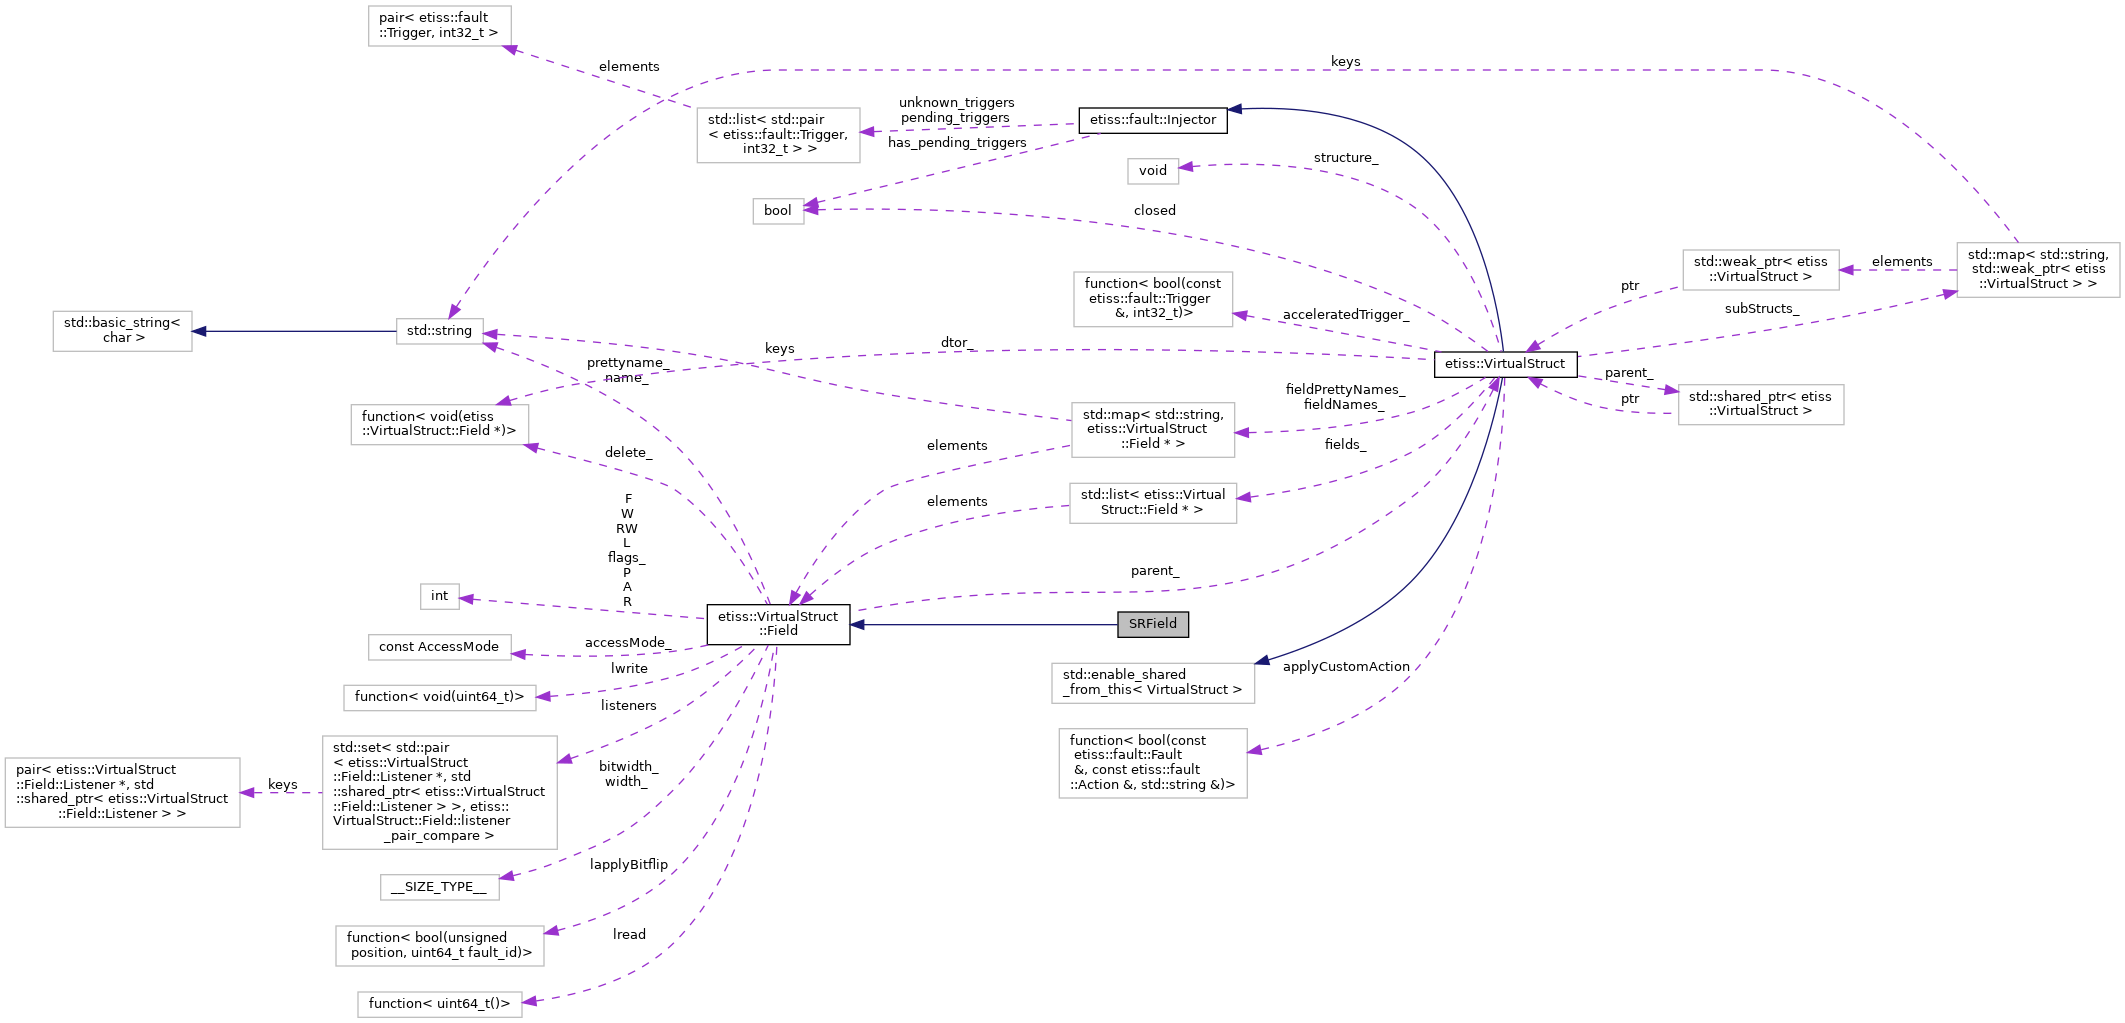 pair< etiss::fault
::Trigger, int32_t >
elements
keys
std::list< std::pair
< etiss::fault::Trigger,
int32_t > >
unknown_triggers
pending_triggers
has_pending_triggers
etiss::fault::Injector
void
structure_
bool
closed
function< bool(const
etiss::fault::Trigger
&, int32_t)>
acceleratedTrigger_
std::weak_ptr< etiss
::VirtualStruct >
elements
std::map< std::string,
std::weak_ptr< etiss
::VirtualStruct > >
ptr
subStructs_
std::basic_string<
char >
std::string
keys
dtor_
prettyname_
name_
etiss::VirtualStruct
parent_
ptr
std::shared_ptr< etiss
::VirtualStruct >
function< void(etiss
::VirtualStruct::Field *)>
std::map< std::string,
etiss::VirtualStruct
::Field * >
fieldPrettyNames_
fieldNames_
delete_
elements
fields_
std::list< etiss::Virtual
Struct::Field * >
elements
F
W
RW
L
flags_
P
A
R
parent_
int
etiss::VirtualStruct
::Field
SRField
const AccessMode
accessMode_
std::enable_shared
_from_this< VirtualStruct >
applyCustomAction
lwrite
function< void(uint64_t)>
listeners
function< bool(const
etiss::fault::Fault
&, const etiss::fault
::Action &, std::string &)>
pair< etiss::VirtualStruct
::Field::Listener *, std
::shared_ptr< etiss::VirtualStruct
::Field::Listener > >
keys
std::set< std::pair
< etiss::VirtualStruct
::Field::Listener *, std
::shared_ptr< etiss::VirtualStruct
::Field::Listener > >, etiss::
VirtualStruct::Field::listener
_pair_compare >
bitwidth_
width_
__SIZE_TYPE__
lapplyBitflip
function< bool(unsigned
position, uint64_t fault_id)>
lread
function< uint64_t()>